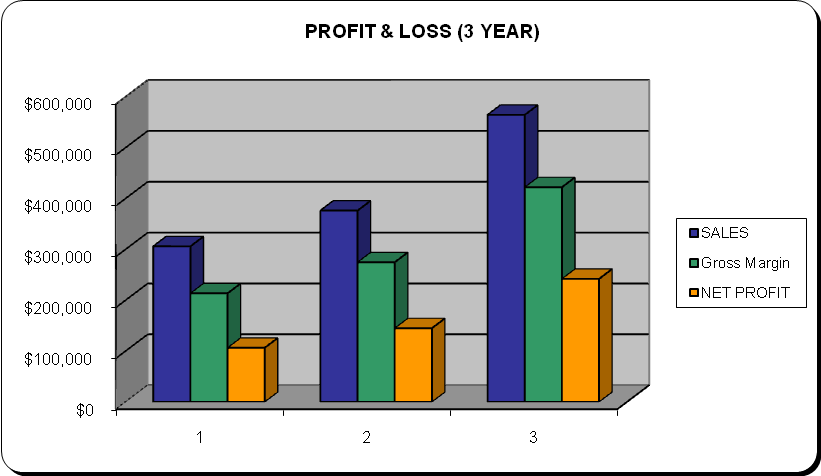 PROFIT & LOSS (3 YEAR)
$600,000
$500,000
$400,000
$300,000
$200,000
$100,000
$0
1
2
3
SALES
Gross Margin
NET PROFIT